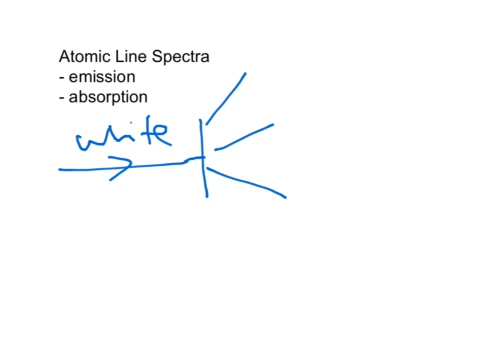 Atomic Line Spectra
- emission
- absorption
white